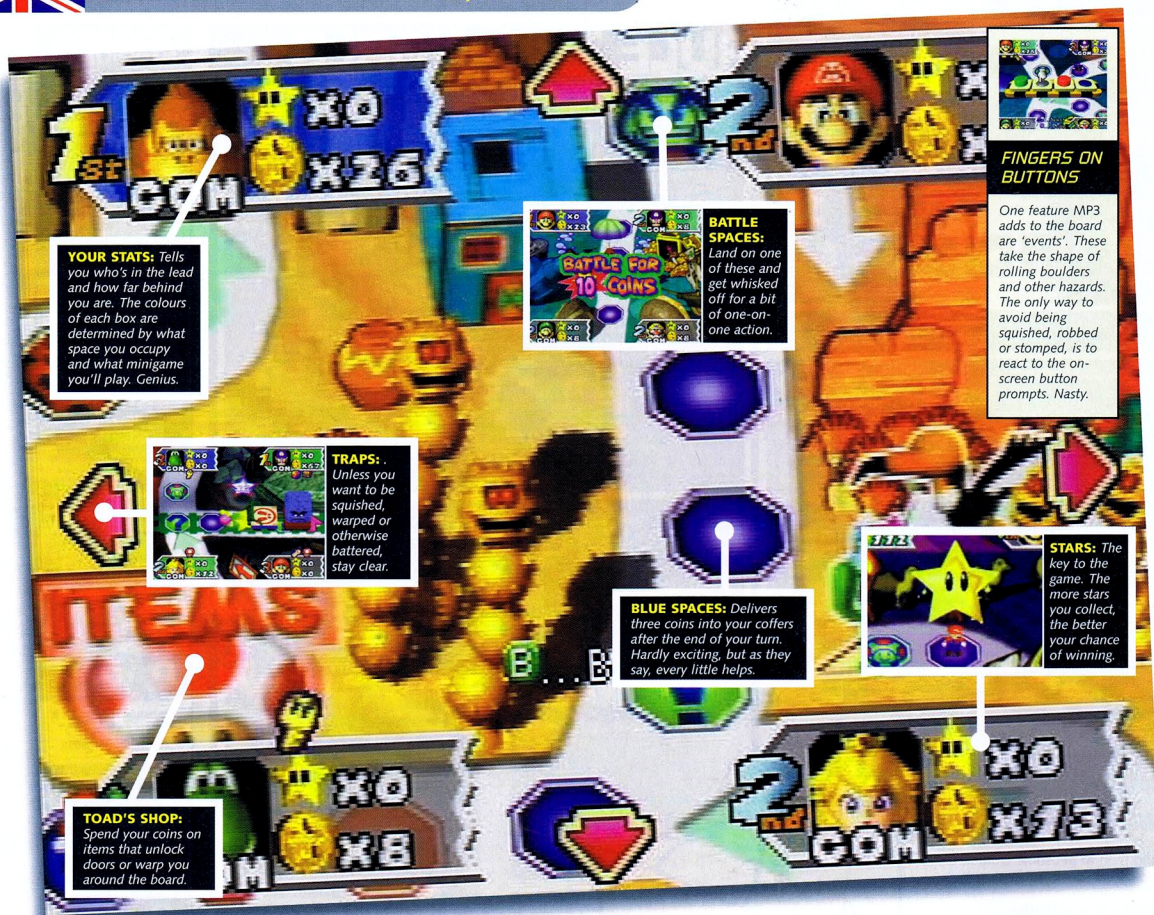 1st
COM
X0
X26
2nd
X
X
YOUR STATS: Tells
you who's in the lead
and how far behind
you are. The colours
of each box are
determined by what
space you occupy
and what minigame
you'll play. Genius.
BATTLE FOR
10 COINS
BATTLE
SPACES:
Land on one
of these and
get whisked
off for a bit
of one-on-
one action.
FINGERS ON
BUTTONS
One feature MP3
adds to the board
are 'events'. These
take the shape of
rolling boulders
and other hazards.
The only way to
avoid being
squished, robbed
or stomped, is to
react to the on-
screen button
prompts. Nasty.
TRAPS: .
Unless you
want to be
squished,
warped or
otherwise
battered,
stay clear.
ITEMS
BLUE SPACES: Delivers
three coins into your coffers
after the end of your turn.
Hardly exciting, but as they
say, every little helps.
STARS: The
key to the
game. The
more stars
you collect,
the better
your chance
of winning.
B...B
TOAD'S SHOP:
Spend your coins on
items that unlock
doors or warp you
around the board.
X0
X8
2nd
COM
X0
X13